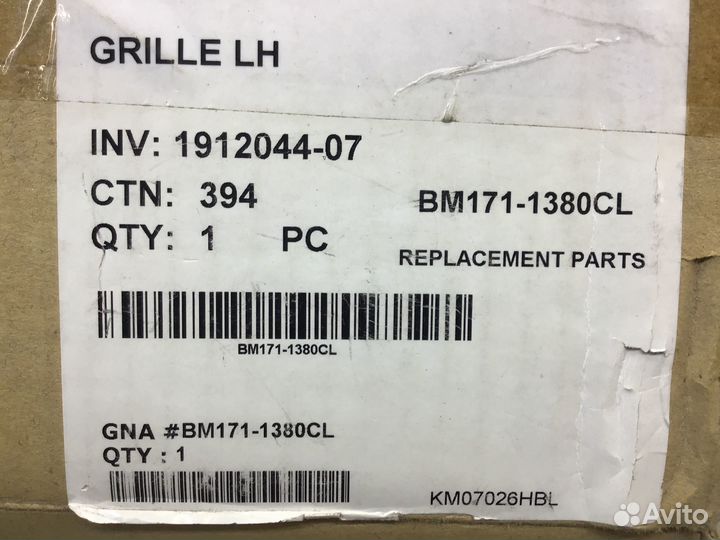 GRILLE LH
INV: 1912044-07
CTN: 394
BM171-1380CL
QTY: 1 PC
REPLACEMENT PARTS
BM171-1380CL
GNA #BM171-1380CL
QTY : 1
KM07026HBL
Avito